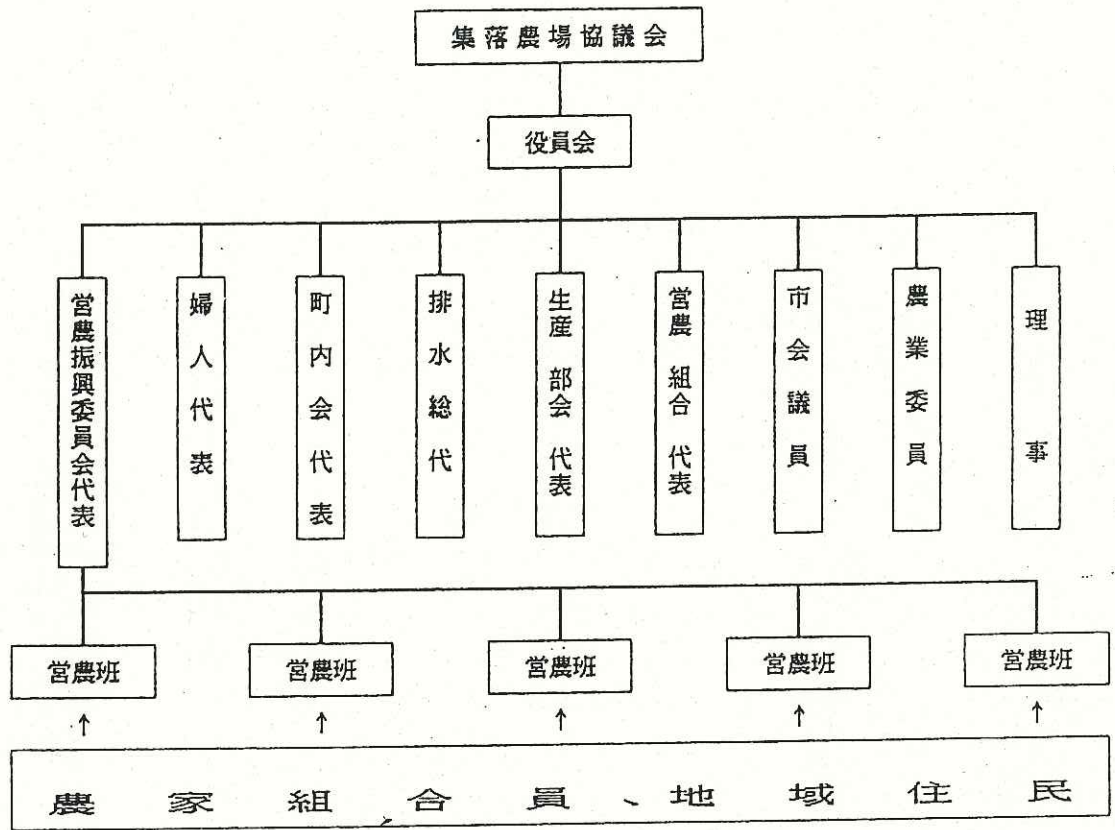 集落農場協議会
役員会
営農振興委員会代表
婦人代表
町内会代表
排水総代
生産部会代表
営農組合代表
市会議員
農業委員
理事
営農班
営農班
営農班
営農班
営農班
↑ ↑ ↑ ↑ ↑
農家組合員、地域住民